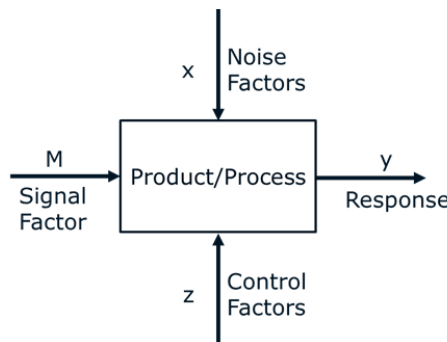 x
Noise
Factors
M
Signal
Factor
Product/Process
y
Response
z
Control
Factors